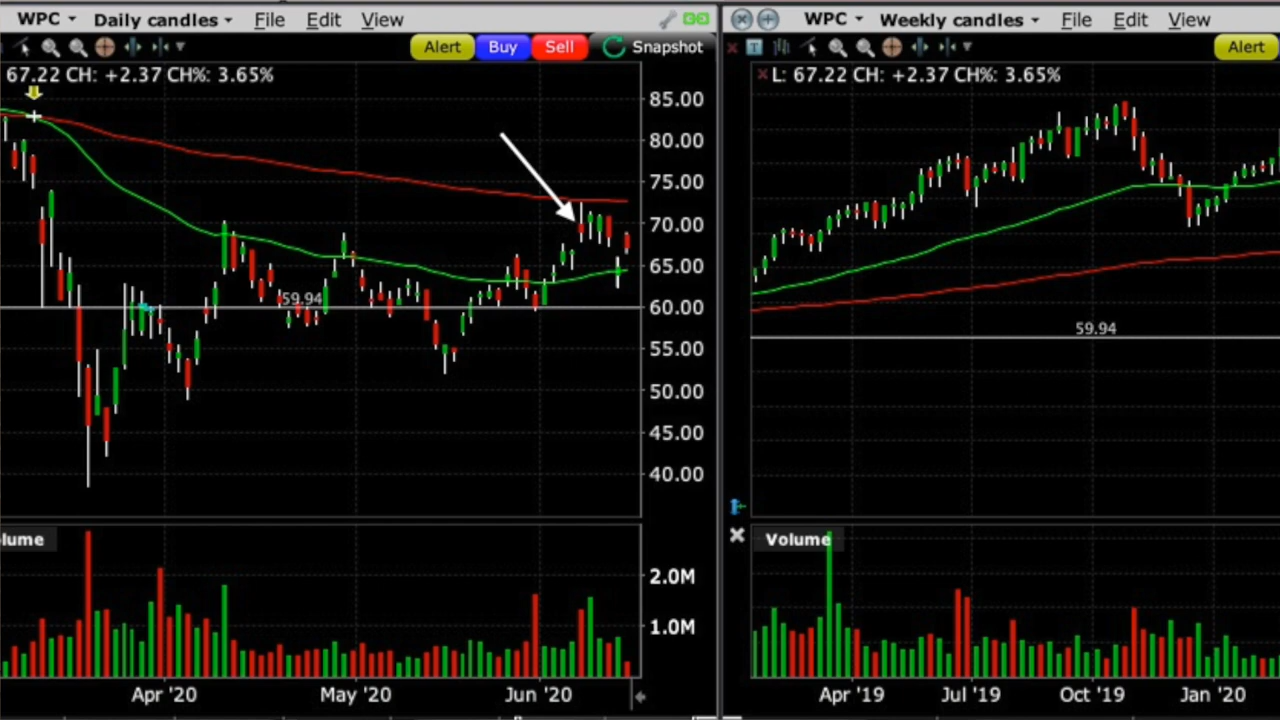 WPC Daily candles File Edit View
Alert Buy Sell Snapshot
67.22 CH: +2.37 CH%: 3.65%
85.00
80.00
75.00
70.00
65.00
60.00
55.00
50.00
45.00
40.00
59.94
lume
2.0M
1.0M
Apr '20 May '20 Jun '20
WPC Weekly candles File Edit View
T Alert
L: 67.22 CH: +2.37 CH%: 3.65%
59.94
Volume
Apr '19 Jul '19 Oct '19 Jan '20